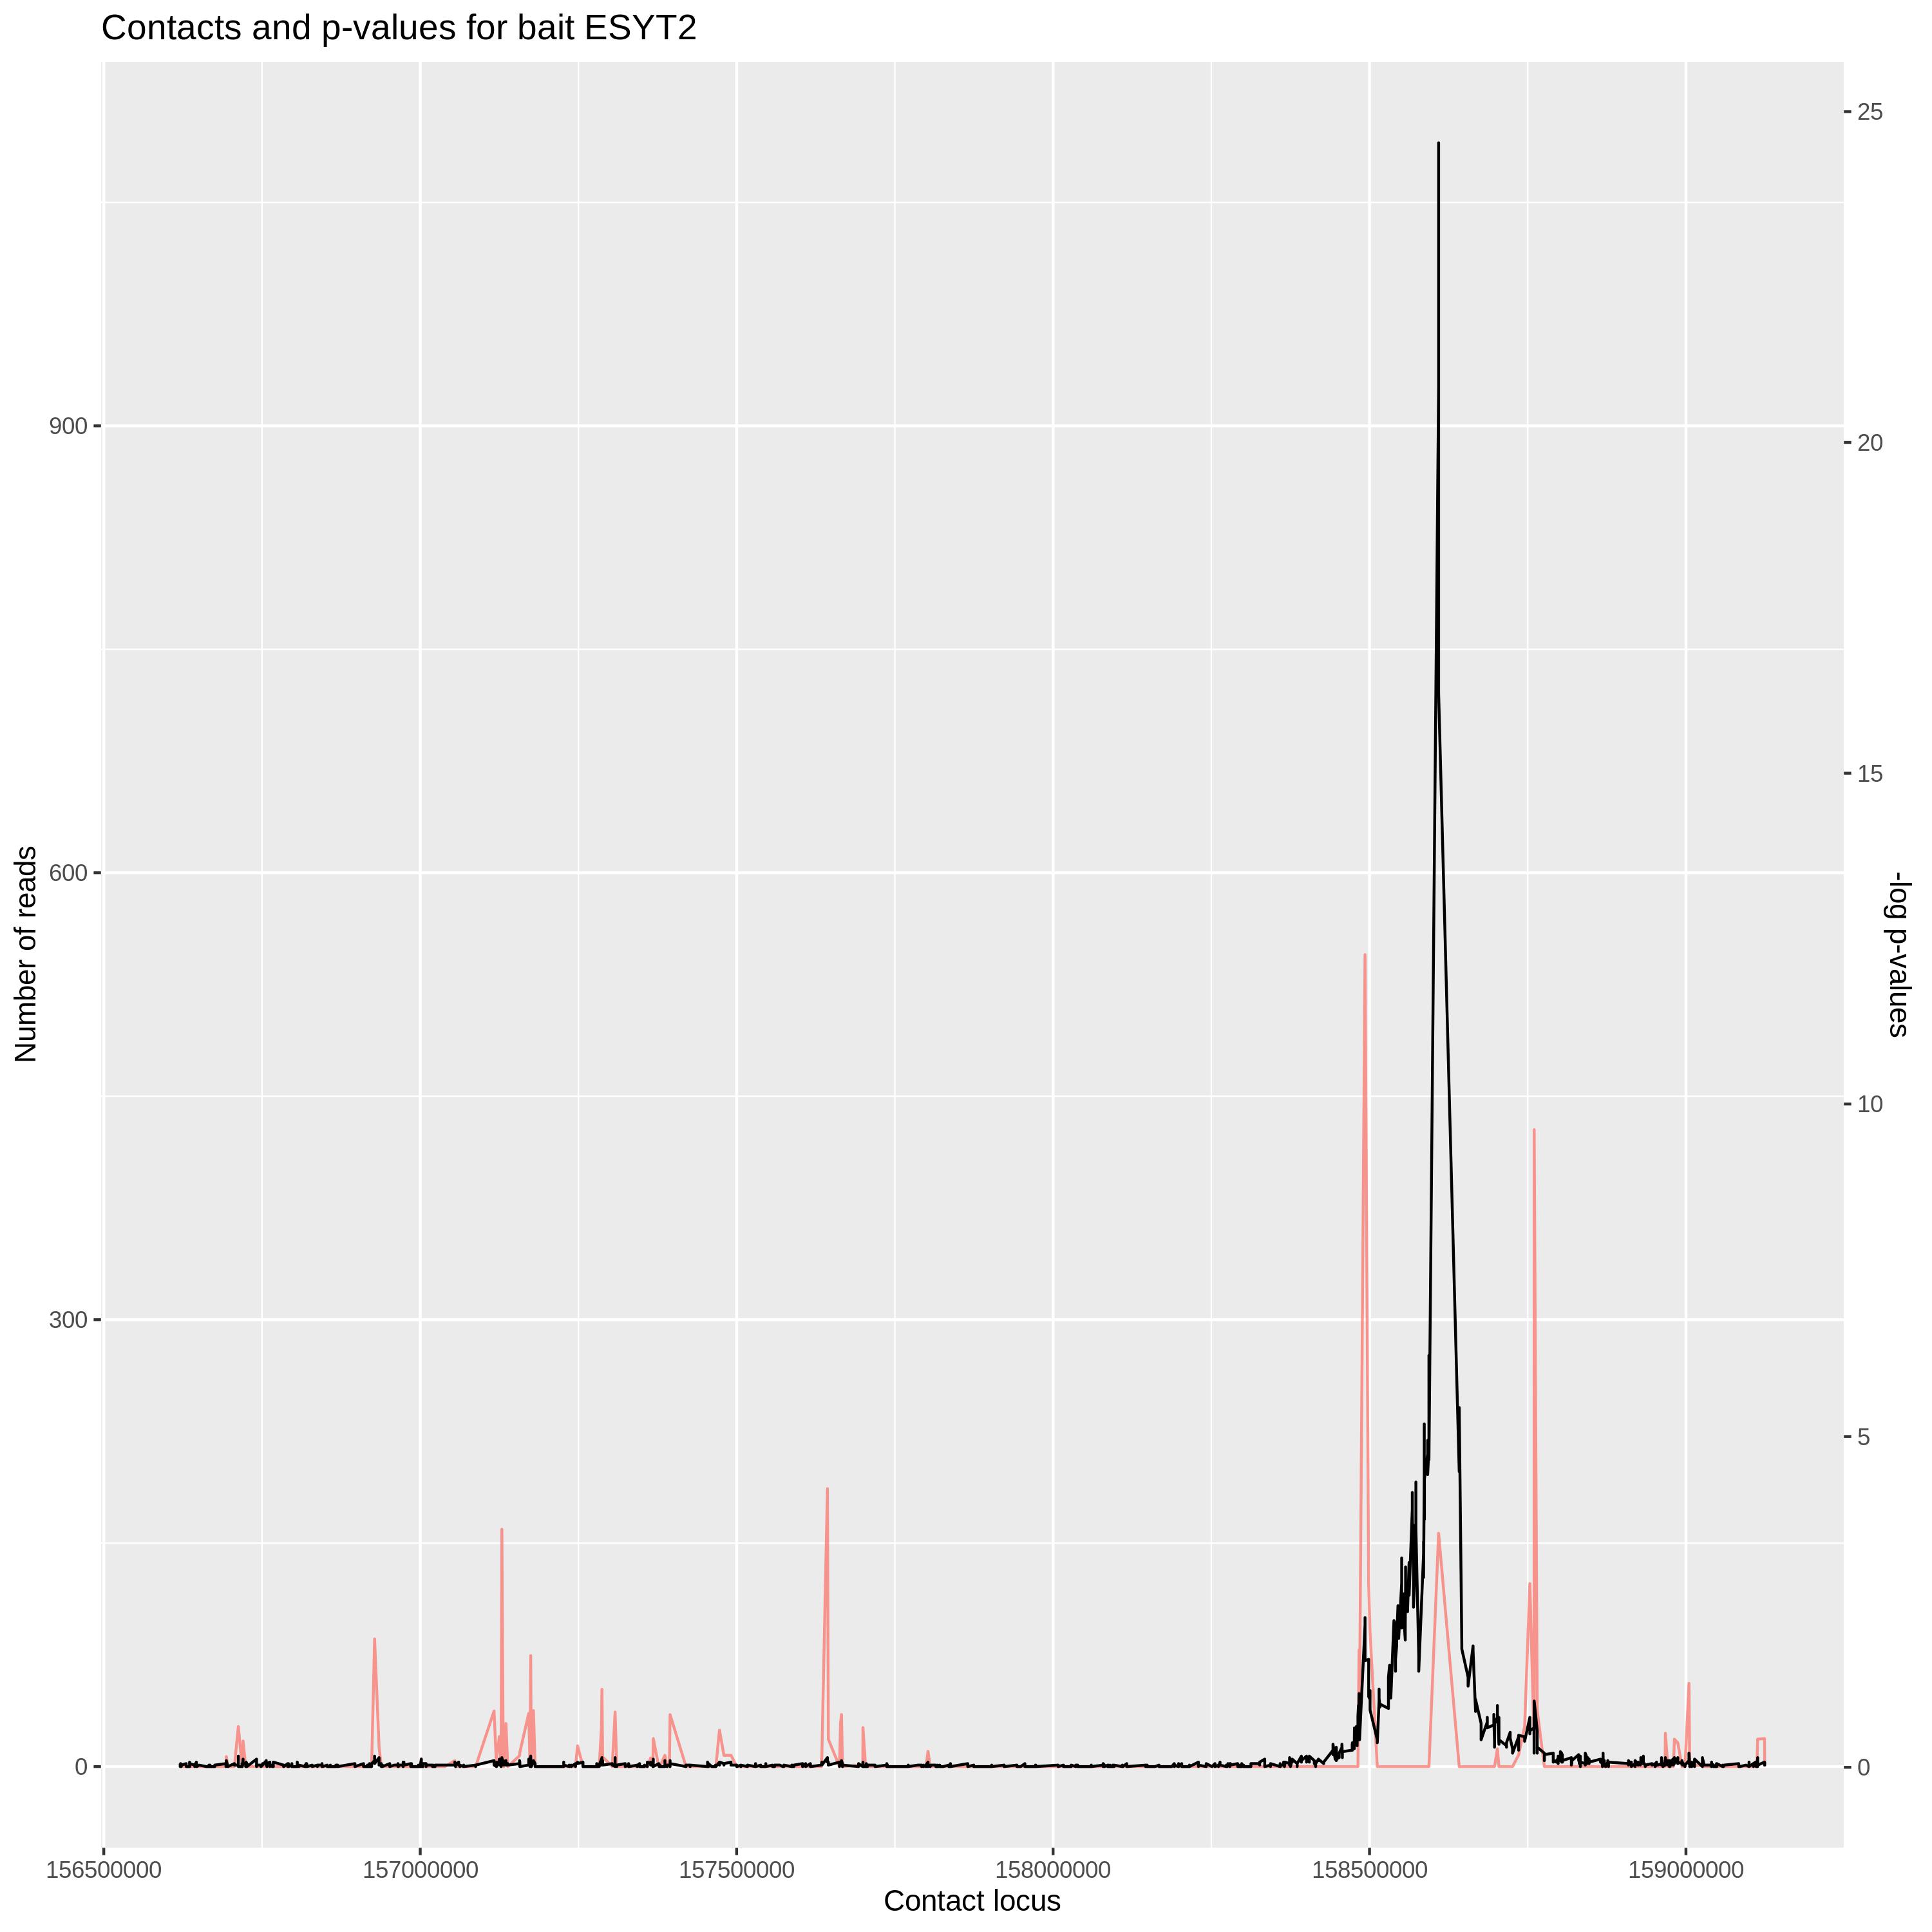 Contacts and p-values for bait ESYT2
Number of reads
900
600
300
0
25
20
15
10
5
0
-log p-values
156500000 157000000 157500000 158000000 158500000 159000000
Contact locus